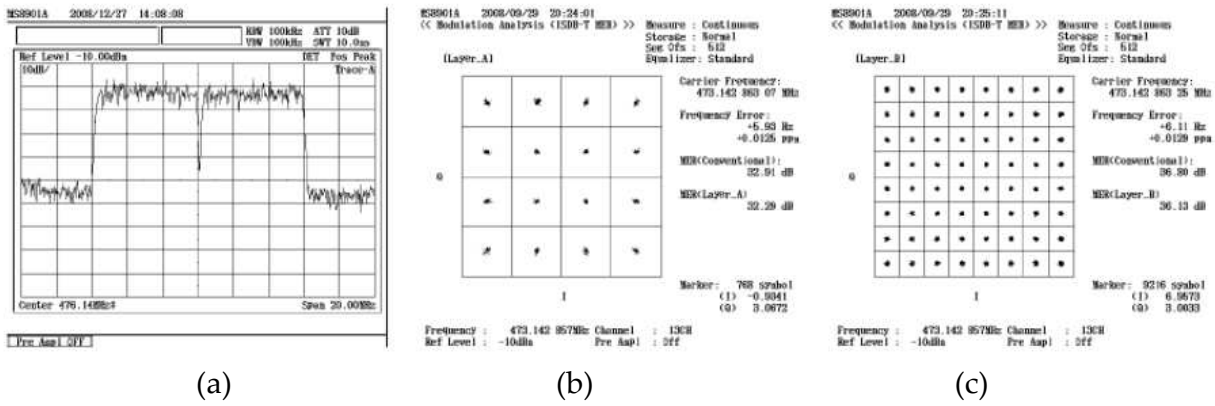 MS8901A 2008/12/27 14:08:08
RBW 100kHz ATT 10dB
VBW 100kHz SWT 10.0ms
Ref Level -10.00dBm DET Pos Peak
10dB/ Trace-A
Center 476.14MHz# Span 20.00MHz
Pre Ampl OFF
(a)
MS8901A 2008/09/29 20:24:01
<< Modulation Analysis (ISDB-T MER) >>
Measure : Continuous
Storage : Normal
Seg Ofs : 512
Equalizer: Standard
[Layer_A]
Carrier Frequency:
473.142 863 07 MHz
Frequency Error:
+5.93 Hz
+0.0125 ppm
MER(Conventional):
32.91 dB
MER(Layer_A)
32.29 dB
Q
I
Marker: 768 symbol
(I) -0.9841
(Q) 3.0672
Frequency : 473.142 857MHz Channel : 13CH
Ref Level : -10dBm Pre Ampl : Off
(b)
MS8901A 2008/09/29 20:25:11
<< Modulation Analysis (ISDB-T MER) >>
Measure : Continuous
Storage : Normal
Seg Ofs : 512
Equalizer: Standard
[Layer_B]
Carrier Frequency:
473.142 863 25 MHz
Frequency Error:
+6.11 Hz
+0.0129 ppm
MER(Conventional):
36.80 dB
MER(Layer_B)
36.13 dB
Q
I
Marker: 9216 symbol
(I) 6.9573
(Q) 3.0033
Frequency : 473.142 857MHz Channel : 13CH
Ref Level : -10dBm Pre Ampl : Off
(c)